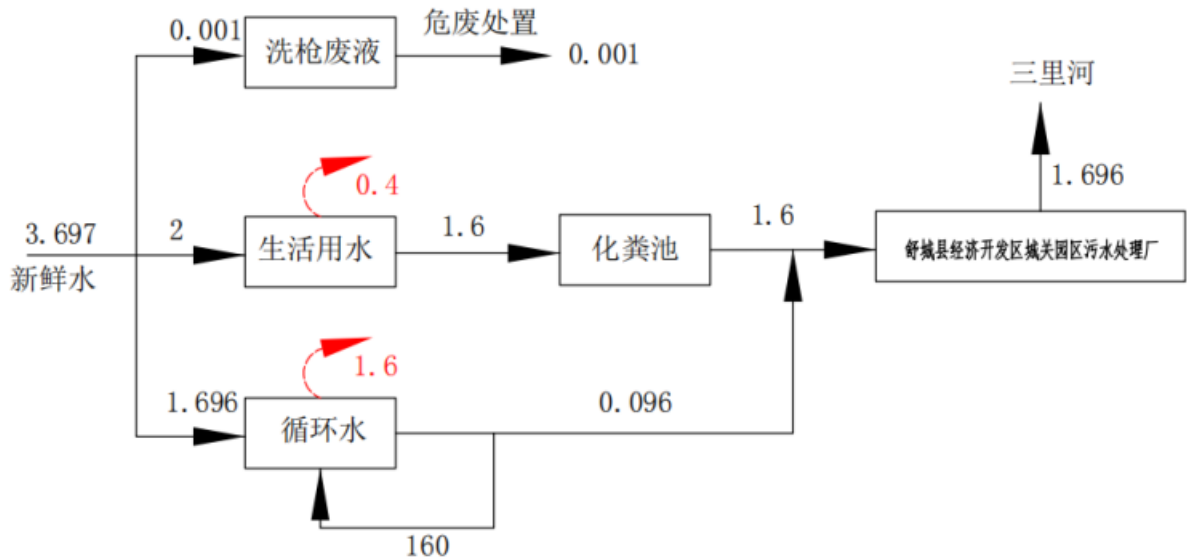 0.001
洗枪废液
危废处置
0.001
三里河
1.696
0.4
3.697
新鲜水
2
生活用水
1.6
化粪池
1.6
舒城县经济开发区城关园区污水处理厂
1.6
1.696
循环水
0.096
160